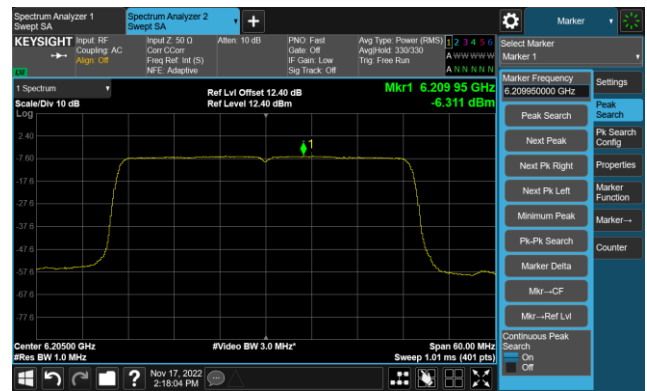 Spectrum Analyzer 1
Swept SA
Spectrum Analyzer 2
Swept SA
+
Marker
KEYSIGHT
Input: RF
Coupling: AC
Align: Off
Input Z: 50 Ω
Corr CCorr
Freq Ref: Int (S)
NFE: Adaptive
Atten: 10 dB
PNO: Fast
Gate: Off
IF Gain: Low
Sig Track: Off
Avg Type: Power (RMS)
Avg|Hold: 330/330
Trig: Free Run
1 2 3 4 5 6
A W W W W W
A N N N N N
Select Marker
Marker 1
1 Spectrum
Scale/Div 10 dB
Log
Ref Lvl Offset 12.40 dB
Ref Level 12.40 dBm
Mkr1 6.209 95 GHz
-6.311 dBm
2.40
-7.60
-17.6
-27.6
-37.6
-47.6
-57.6
-67.6
-77.6
1
Center 6.20500 GHz
#Res BW 1.0 MHz
#Video BW 3.0 MHz*
Span 60.00 MHz
Sweep 1.01 ms (401 pts)
Marker Frequency
6.209950000 GHz
Peak Search
Next Peak
Next Pk Right
Next Pk Left
Minimum Peak
Pk-Pk Search
Marker Delta
Mkr→CF
Mkr→Ref Lvl
Continuous Peak
Search
On
Off
Settings
Peak
Search
Pk Search
Config
Properties
Marker
Function
Marker→
Counter
?
Nov 17, 2022
2:18:04 PM